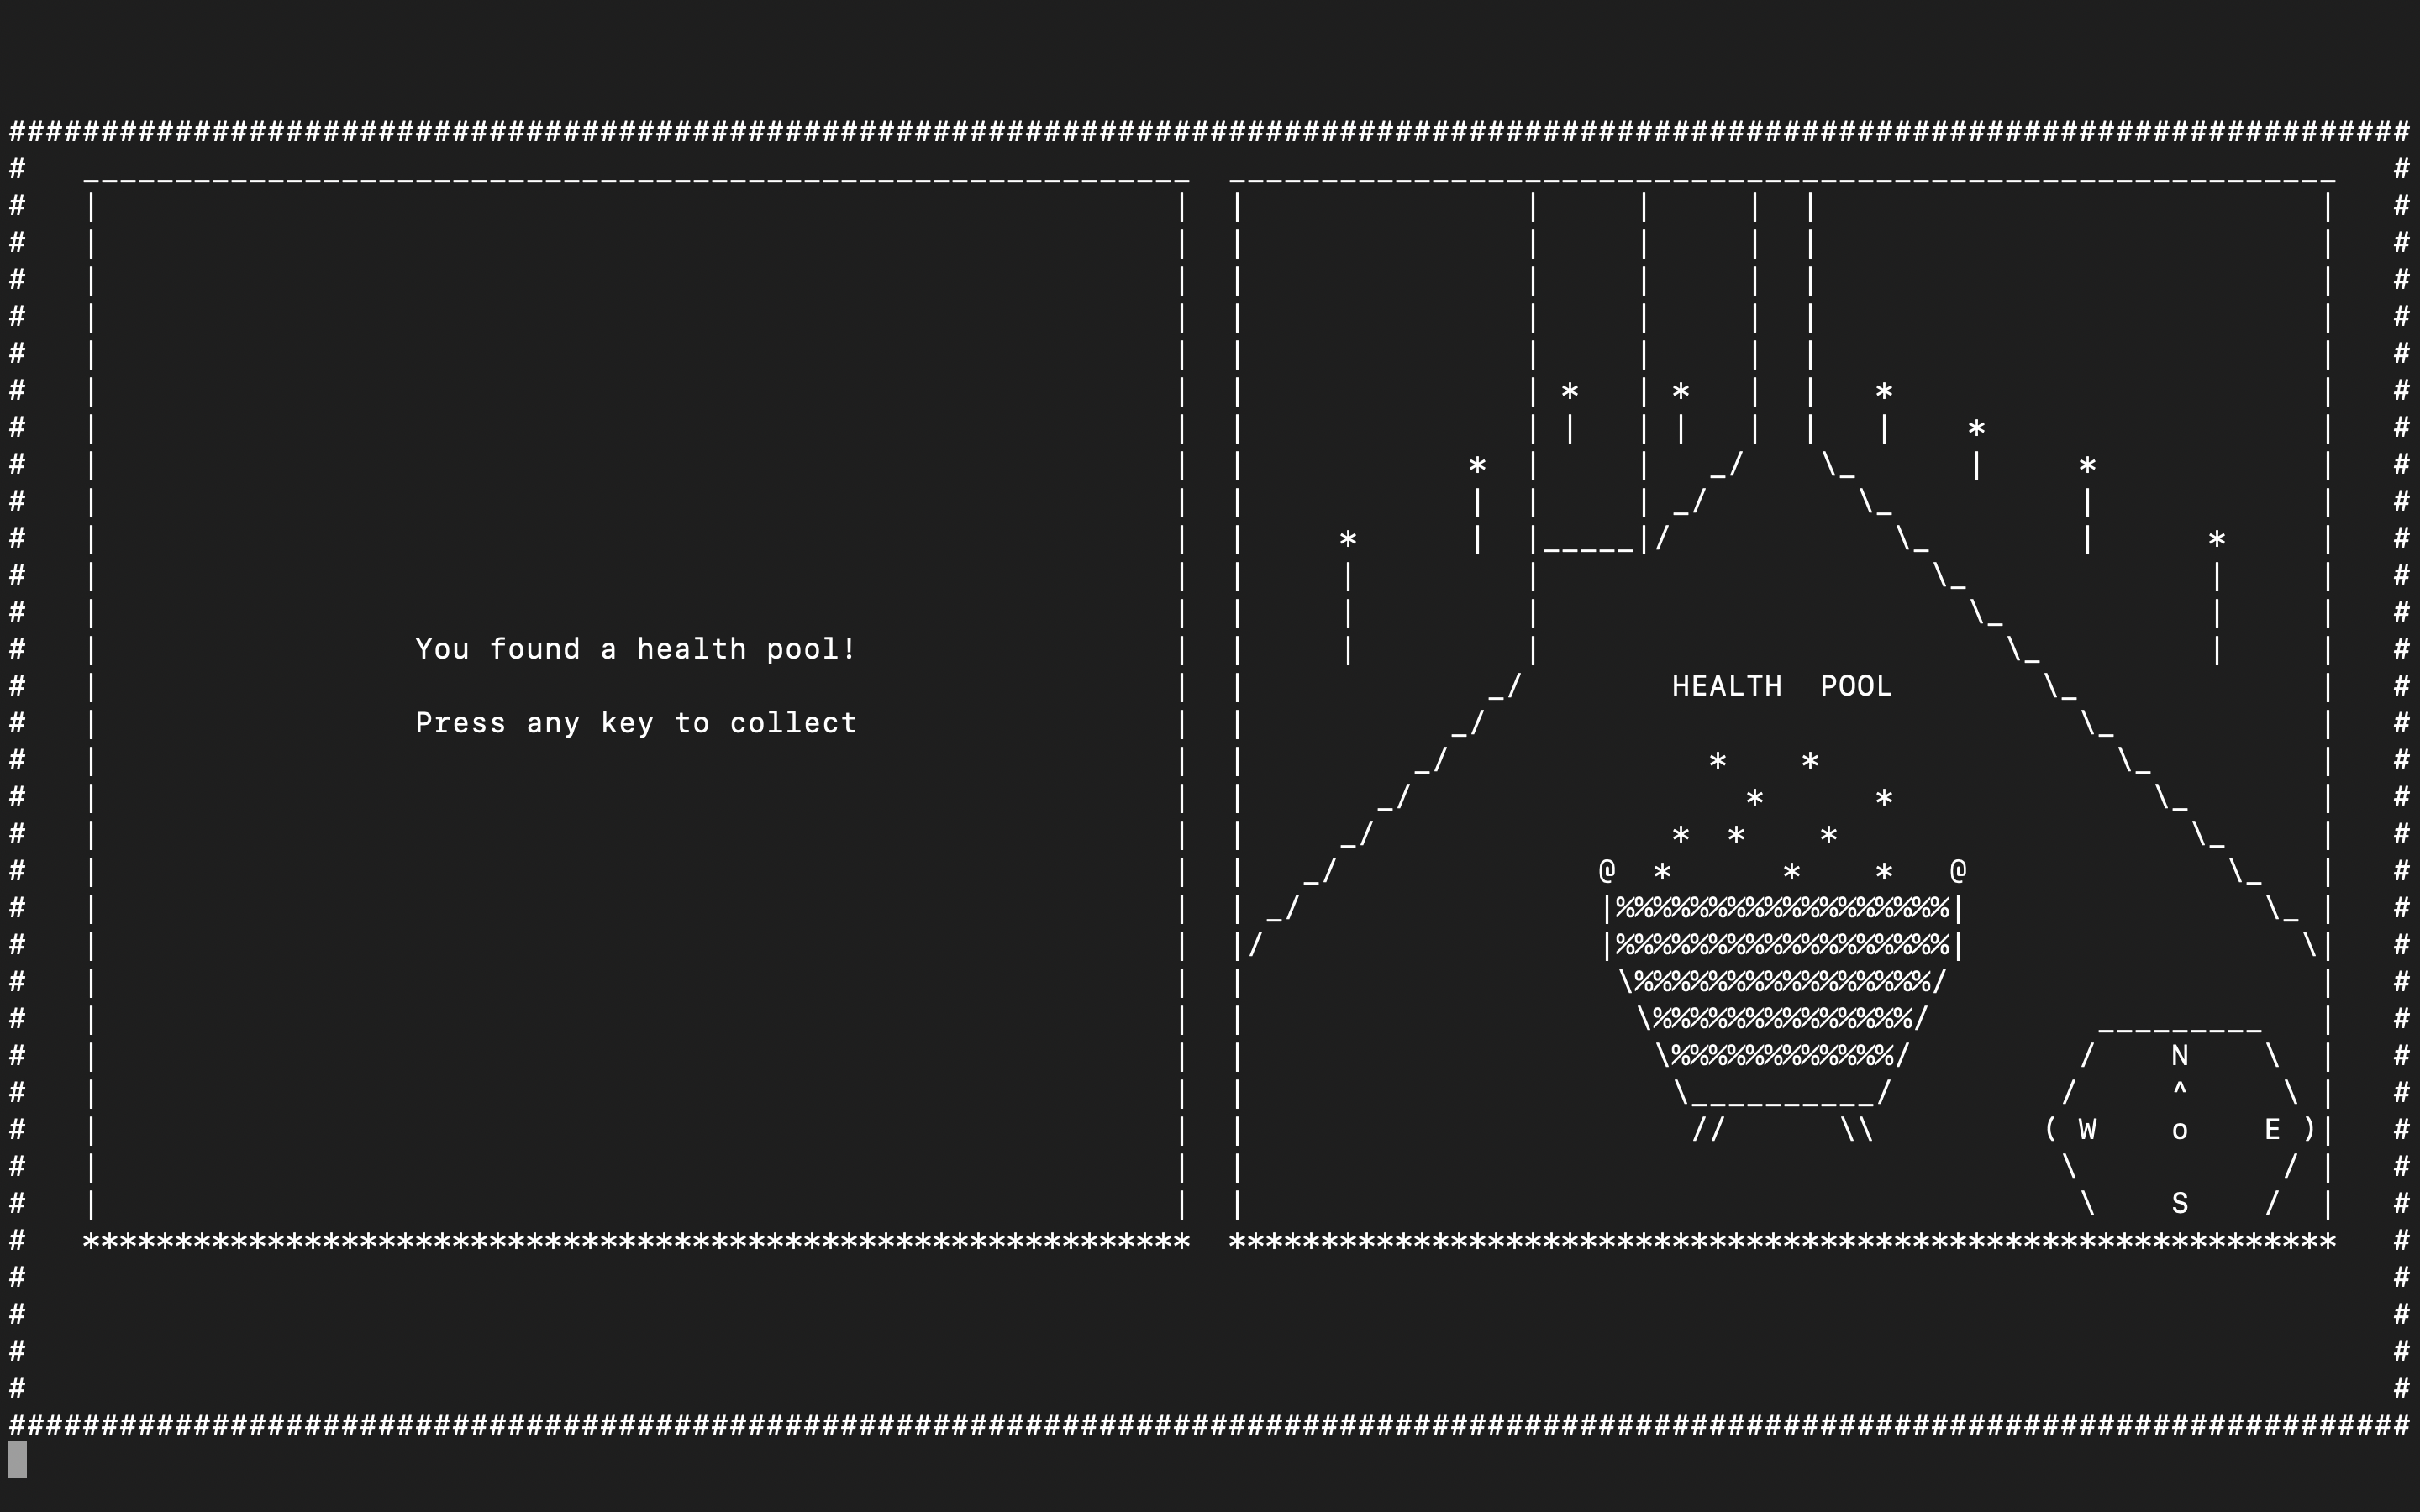 You found a health pool!
Press any key to collect
HEALTH POOL
N
W o E
S